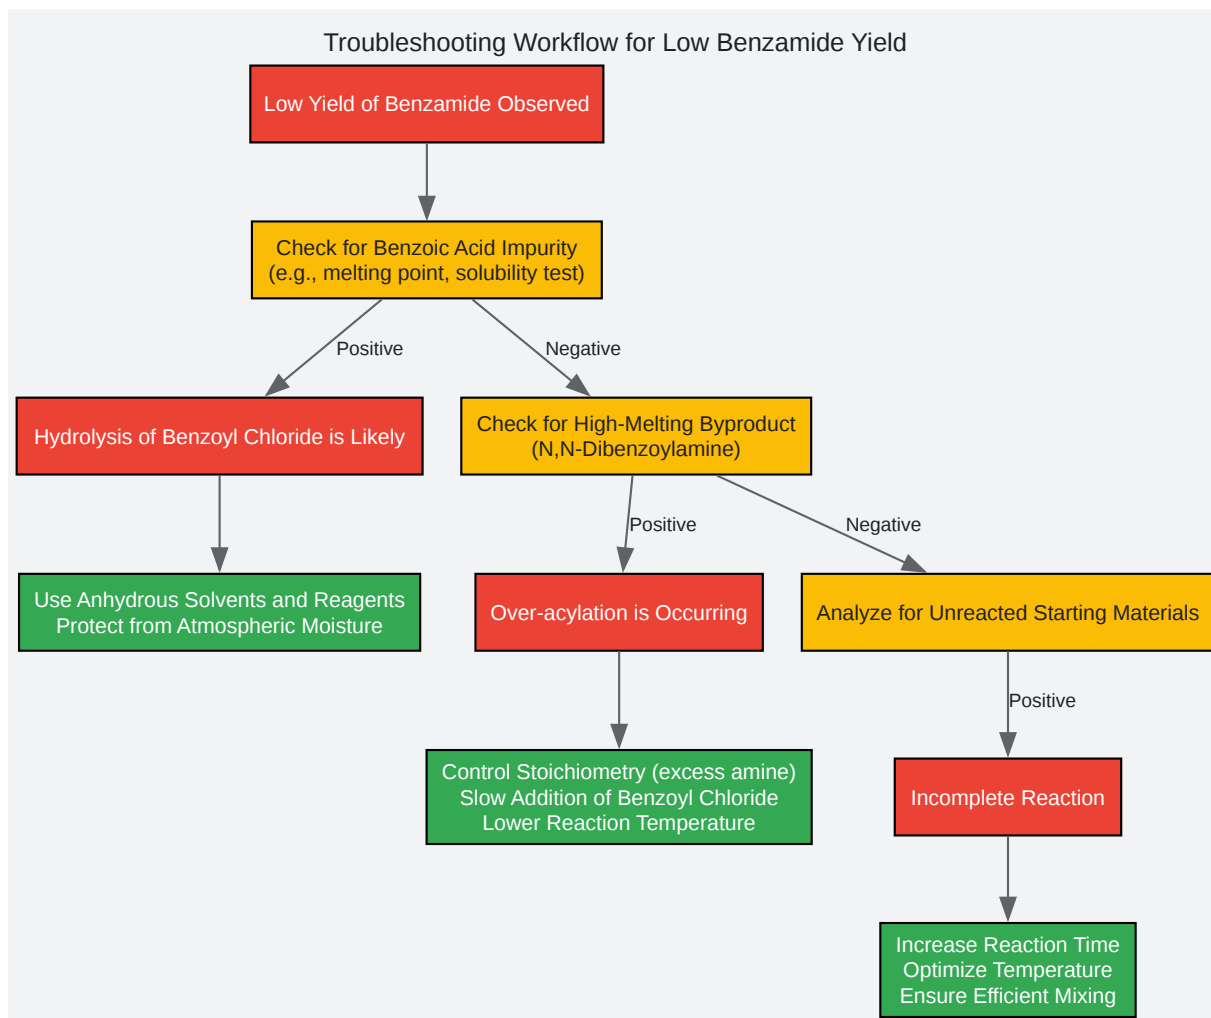 Troubleshooting Workflow for Low Benzamide Yield
Low Yield of Benzamide Observed
Check for Benzoic Acid Impurity
(e.g., melting point, solubility test)
Positive
Negative
Hydrolysis of Benzoyl Chloride is Likely
Check for High-Melting Byproduct
(N,N-Dibenzoylamine)
Positive
Negative
Use Anhydrous Solvents and Reagents
Protect from Atmospheric Moisture
Over-acylation is Occurring
Analyze for Unreacted Starting Materials
Positive
Control Stoichiometry (excess amine)
Slow Addition of Benzoyl Chloride
Lower Reaction Temperature
Incomplete Reaction
Increase Reaction Time
Optimize Temperature
Ensure Efficient Mixing